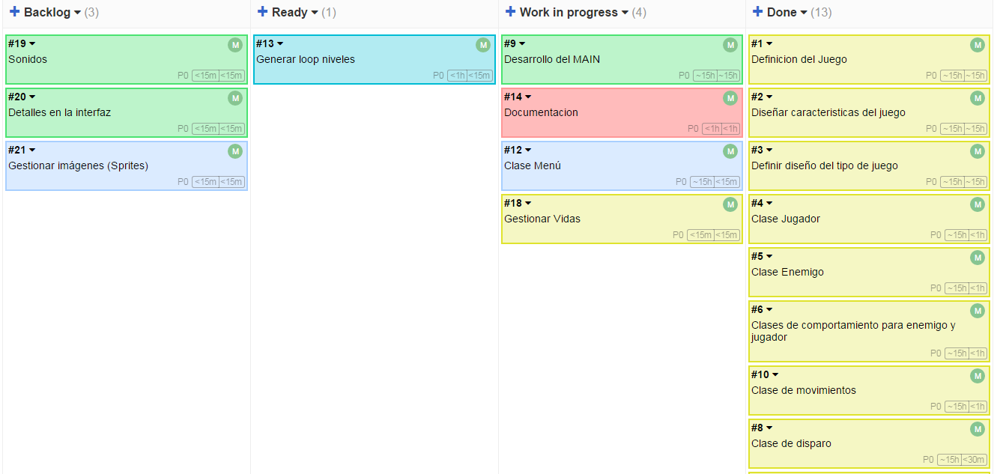 Backlog (3)
#19
M
Sonidos
P0 <15m <15m
#20
M
Detalles en la interfaz
P0 <15m <15m
#21
M
Gestionar imágenes (Sprites)
P0 <15m <15m
Ready (1)
#13
M
Generar loop niveles
P0 <1h <15m
Work in progress (4)
#9
M
Desarrollo del MAIN
P0 ~15h ~15h
#14
M
Documentacion
P0 <1h <1h
#12
M
Clase Menú
P0 ~15h <15m
#18
M
Gestionar Vidas
P0 <15m <15m
Done (13)
#1
M
Definicion del Juego
P0 ~15h ~15h
#2
M
Diseñar caracteristicas del juego
P0 ~15h ~15h
#3
M
Definir diseño del tipo de juego
P0 ~15h ~15h
#4
M
Clase Jugador
P0 ~15h <1h
#5
M
Clase Enemigo
P0 ~15h <1h
#6
M
Clases de comportamiento para enemigo y
jugador
P0 ~15h <1h
#10
M
Clase de movimientos
P0 ~15h <1h
#8
M
Clase de disparo
P0 ~15h <30m